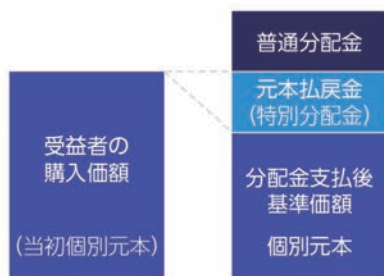 受益者の
購入価額
(当初個別元本)
普通分配金
元本払戻金
(特別分配金)
分配金支払後
基準価額
個別元本